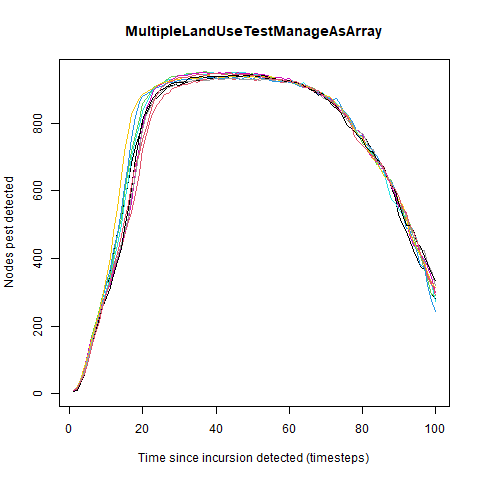 MultipleLandUseTestManageAsArray
Nodes pest detected
800
600
400
200
0
0 20 40 60 80 100
Time since incursion detected (timesteps)